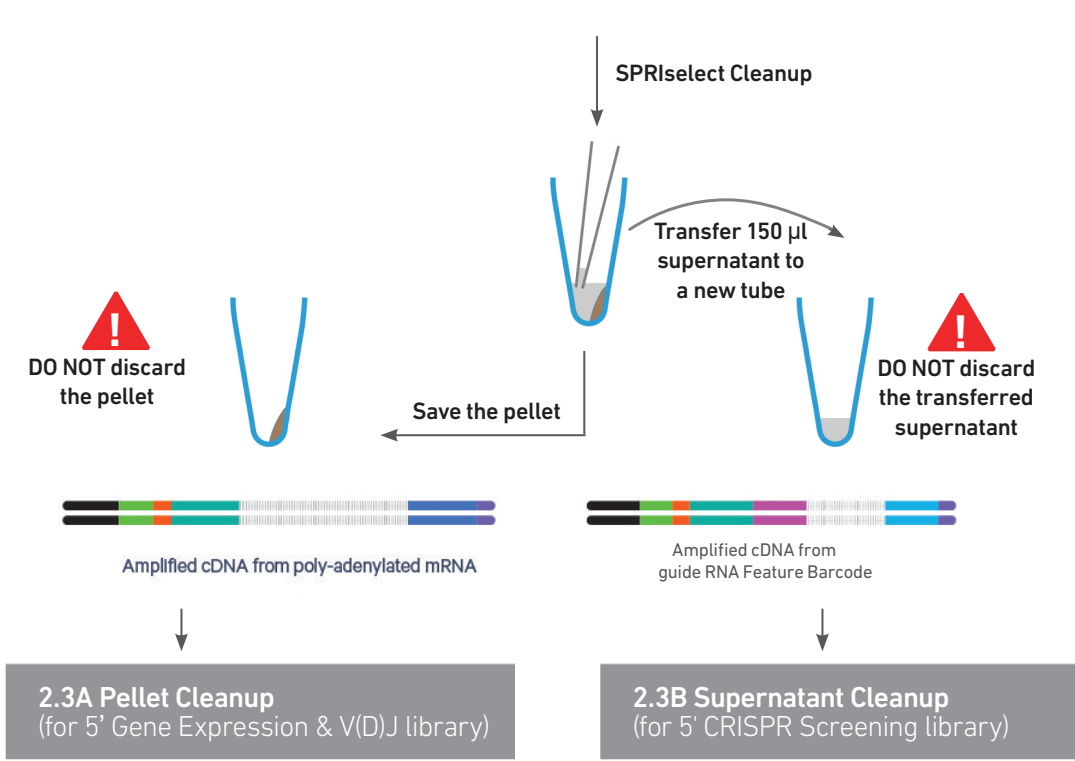 SPRIselect Cleanup
Transfer 150 µl
supernatant to
a new tube
!
DO NOT discard
the pellet
Save the pellet
!
DO NOT discard
the transferred
supernatant
Amplified cDNA from poly-adenylated mRNA
Amplified cDNA from
guide RNA Feature Barcode
2.3A Pellet Cleanup
(for 5’ Gene Expression & V(D)J library)
2.3B Supernatant Cleanup
(for 5' CRISPR Screening library)